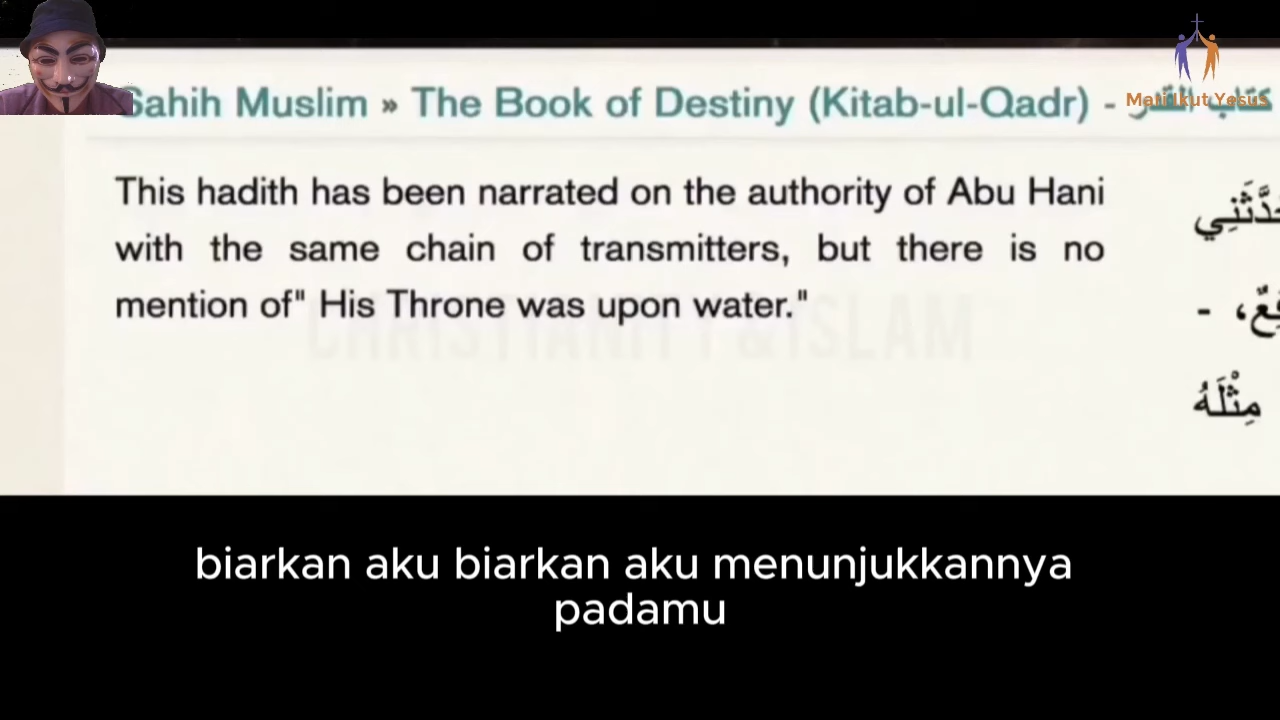 Sahih Muslim » The Book of Destiny (Kitab-ul-Qadr) -
Mari Ikut Yesus
This hadith has been narrated on the authority of Abu Hani
with the same chain of transmitters, but there is no
mention of" His Throne was upon water."
مِثْلَهُ
CHRISTIANITY & ISLAM
biarkan aku biarkan aku menunjukkannya
padamu